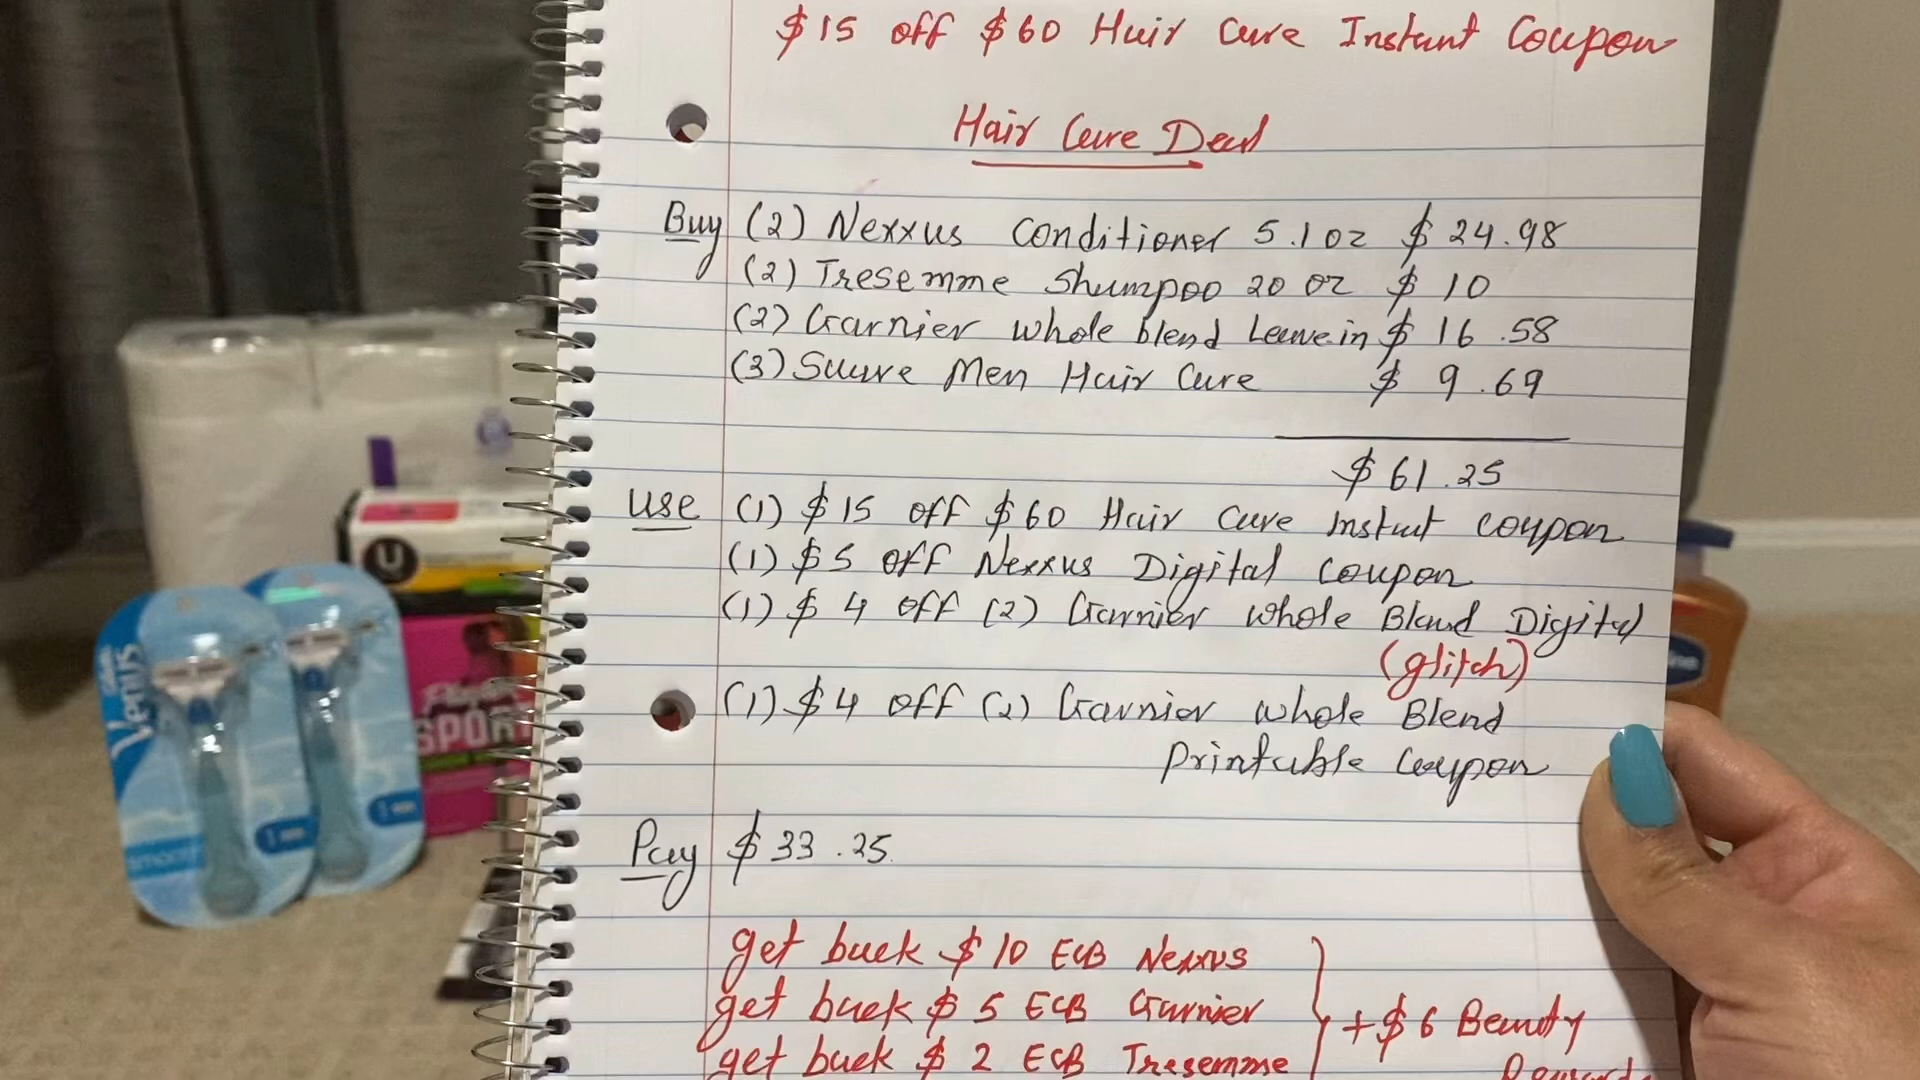 $15 off $60 Hair Care Instant Coupon
Hair Care Deal
Buy (2) Nexxus Conditioner 5.1oz $24.98
(2) Tresemme Shampoo 20 oz $10
(2) Garnier whole blend Leave in $16.58
(3) Suave Men Hair Care $9.69
$61.25
Use (1) $15 off $60 Hair Care Instant coupon
(1) $5 off Nexxus Digital coupon
(1) $4 off (2) Garnier whole Blend Digital
(glitch)
(1) $4 off (2) Garnier whole Blend
Printable Coupon
Pay $33.25
get back $10 ECB Nexxus
get back $5 ECB Garnier
+$6 Beauty
get back $2 ECB Tresemme
Venus
U
SPORT